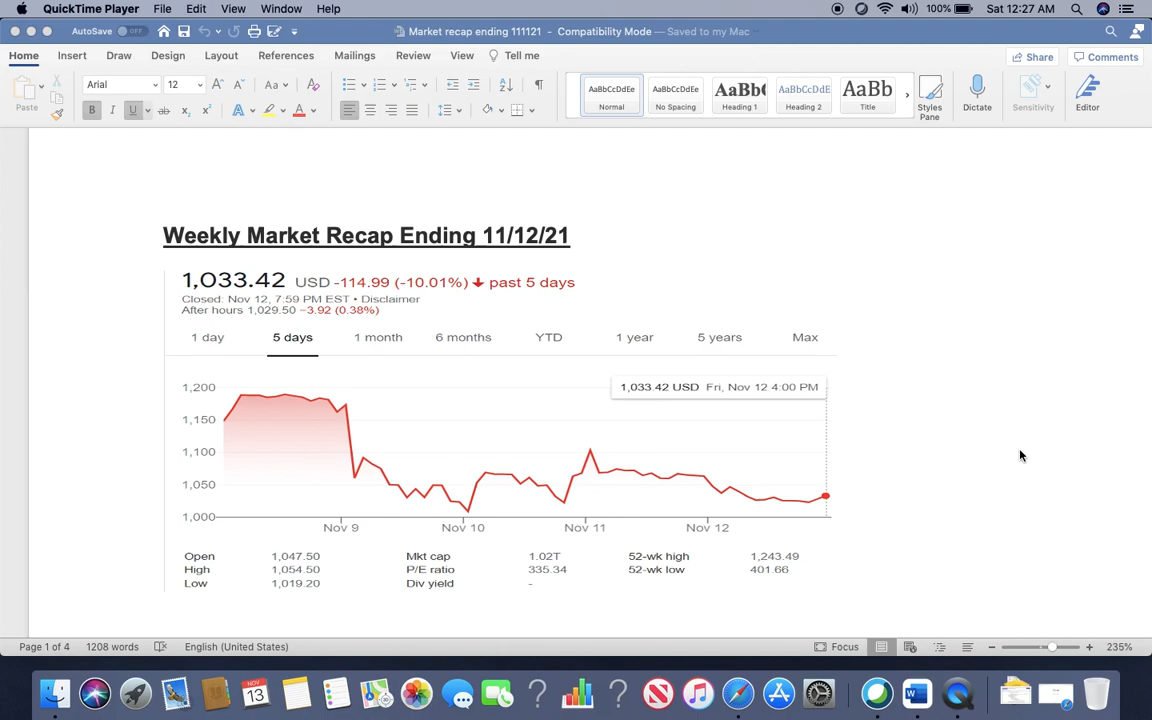 QuickTime Player File Edit View Window Help 100% Sat 12:27 AM
AutoSave OFF Market recap ending 111121 - Compatibility Mode — Saved to my Mac
Home Insert Draw Design Layout References Mailings Review View Tell me Share Comments
Paste Arial 12 A A Aa A AaBbCcDdEe AaBbCcDdEe AaBbC AaBbCcDdE AaBb
B I U ab x2 x2 A A Normal No Spacing Heading 1 Heading 2 Title Styles Pane Dictate Sensitivity Editor
Weekly Market Recap Ending 11/12/21
1,033.42 USD -114.99 (-10.01%) ↓ past 5 days
Closed: Nov 12, 7:59 PM EST • Disclaimer
After hours 1,029.50 −3.92 (0.38%)
1 day 5 days 1 month 6 months YTD 1 year 5 years Max
1,033.42 USD Fri, Nov 12 4:00 PM
1,200
1,150
1,100
1,050
1,000
Nov 9 Nov 10 Nov 11 Nov 12
Open 1,047.50 Mkt cap 1.02T 52-wk high 1,243.49
High 1,054.50 P/E ratio 335.34 52-wk low 401.66
Low 1,019.20 Div yield -
Page 1 of 4 1208 words English (United States) Focus 235%
NOV
13